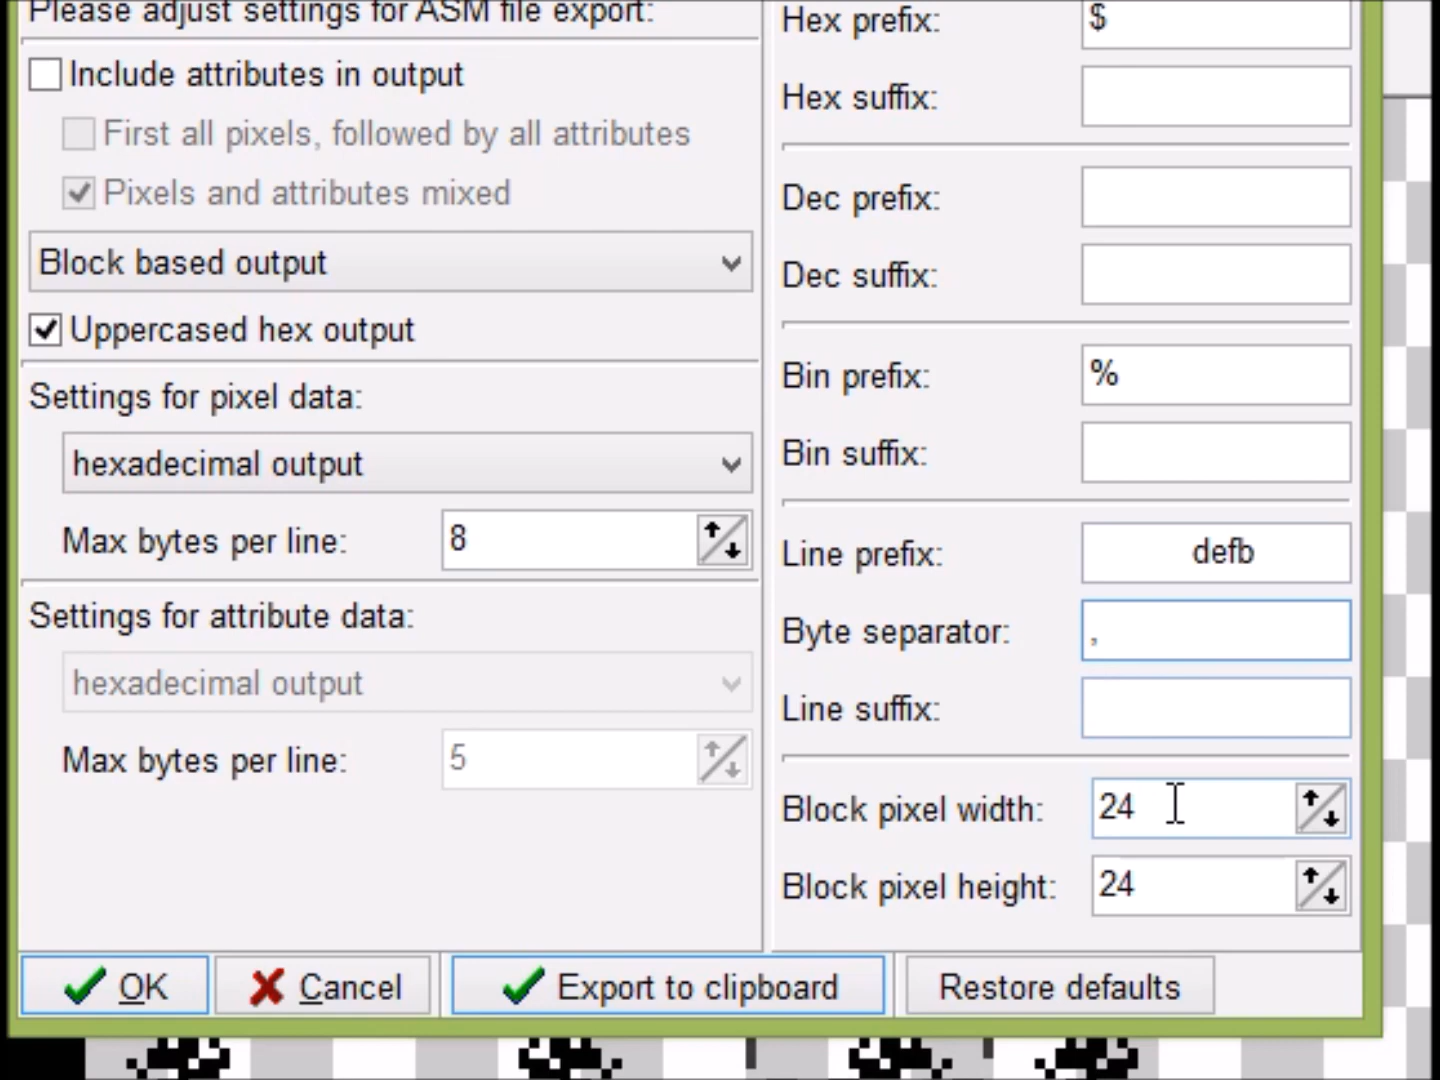 Please adjust settings for ASM file export:
Include attributes in output
First all pixels, followed by all attributes
Pixels and attributes mixed
Block based output
Uppercased hex output
Settings for pixel data:
hexadecimal output
Max bytes per line: 8
Settings for attribute data:
hexadecimal output
Max bytes per line: 5
Hex prefix: $
Hex suffix:
Dec prefix:
Dec suffix:
Bin prefix: %
Bin suffix:
Line prefix: defb
Byte separator: ,
Line suffix:
Block pixel width: 24
Block pixel height: 24
OK Cancel Export to clipboard Restore defaults